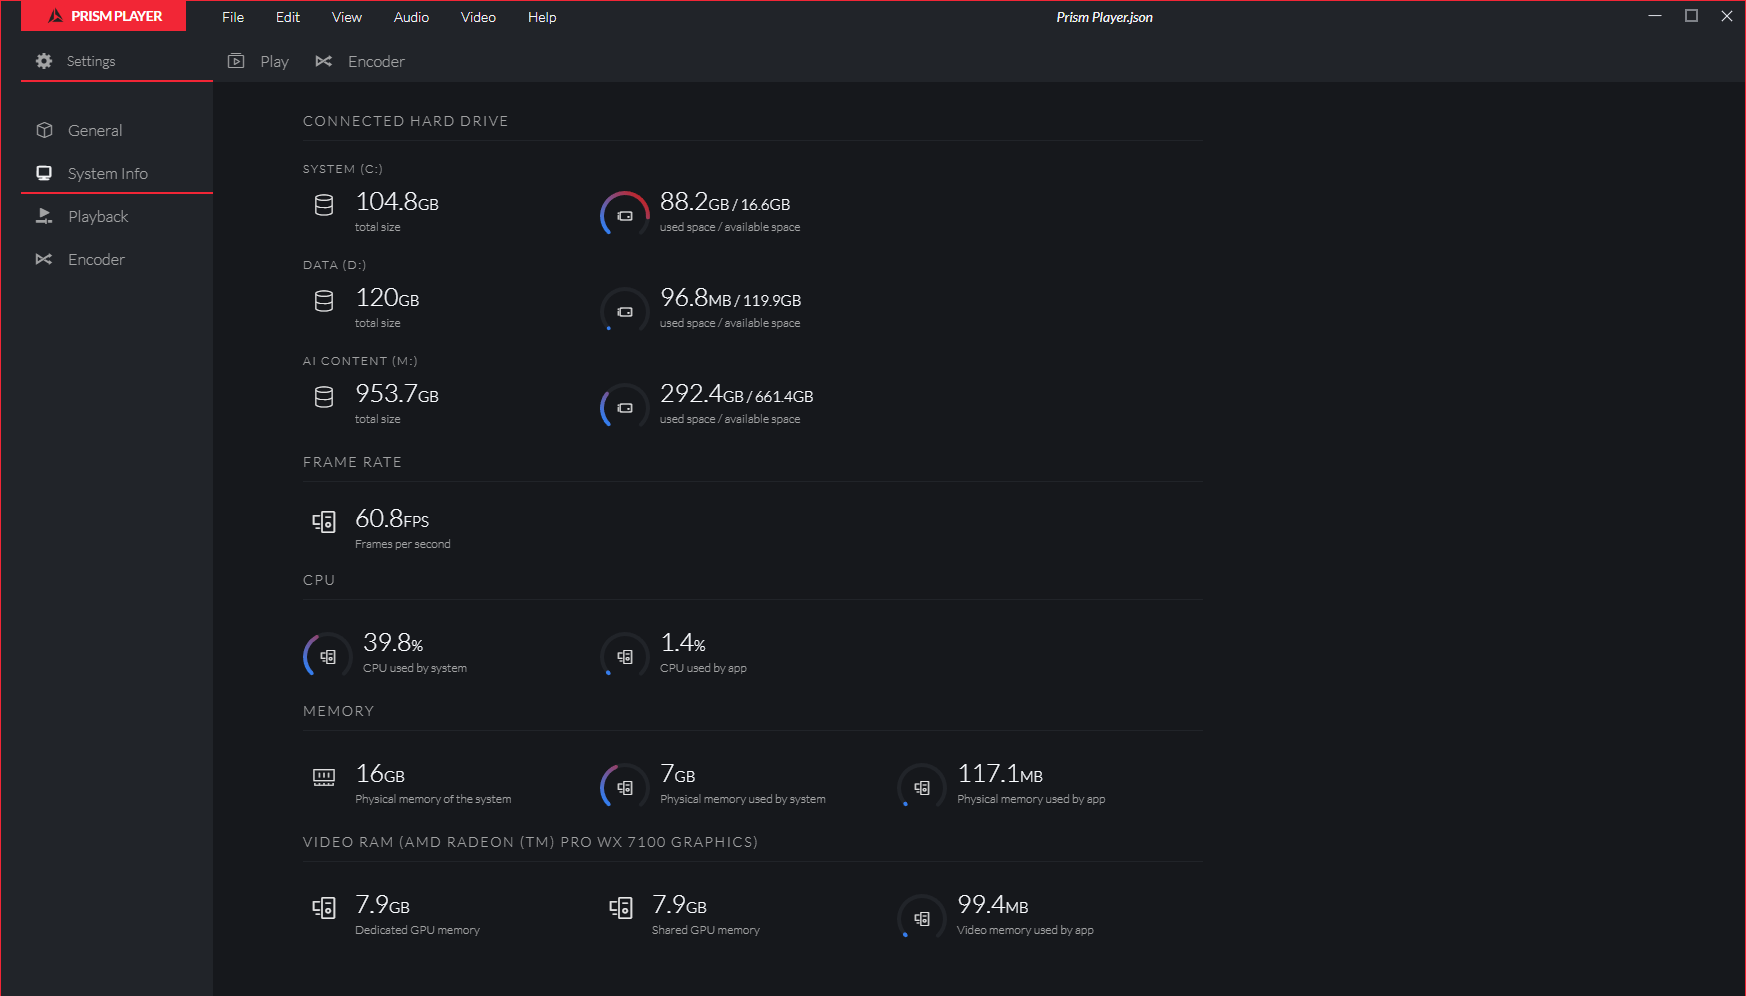 PRISM PLAYER
File Edit View Audio Video Help
Prism Player.json
Settings
Play Encoder
General
System Info
Playback
Encoder
CONNECTED HARD DRIVE
SYSTEM (C:)
104.8GB
total size
88.2GB / 16.6GB
used space / available space
DATA (D:)
120GB
total size
96.8MB / 119.9GB
used space / available space
AI CONTENT (M:)
953.7GB
total size
292.4GB / 661.4GB
used space / available space
FRAME RATE
60.8FPS
Frames per second
CPU
39.8%
CPU used by system
1.4%
CPU used by app
MEMORY
16GB
Physical memory of the system
7GB
Physical memory used by system
117.1MB
Physical memory used by app
VIDEO RAM (AMD RADEON (TM) PRO WX 7100 GRAPHICS)
7.9GB
Dedicated GPU memory
7.9GB
Shared GPU memory
99.4MB
Video memory used by app